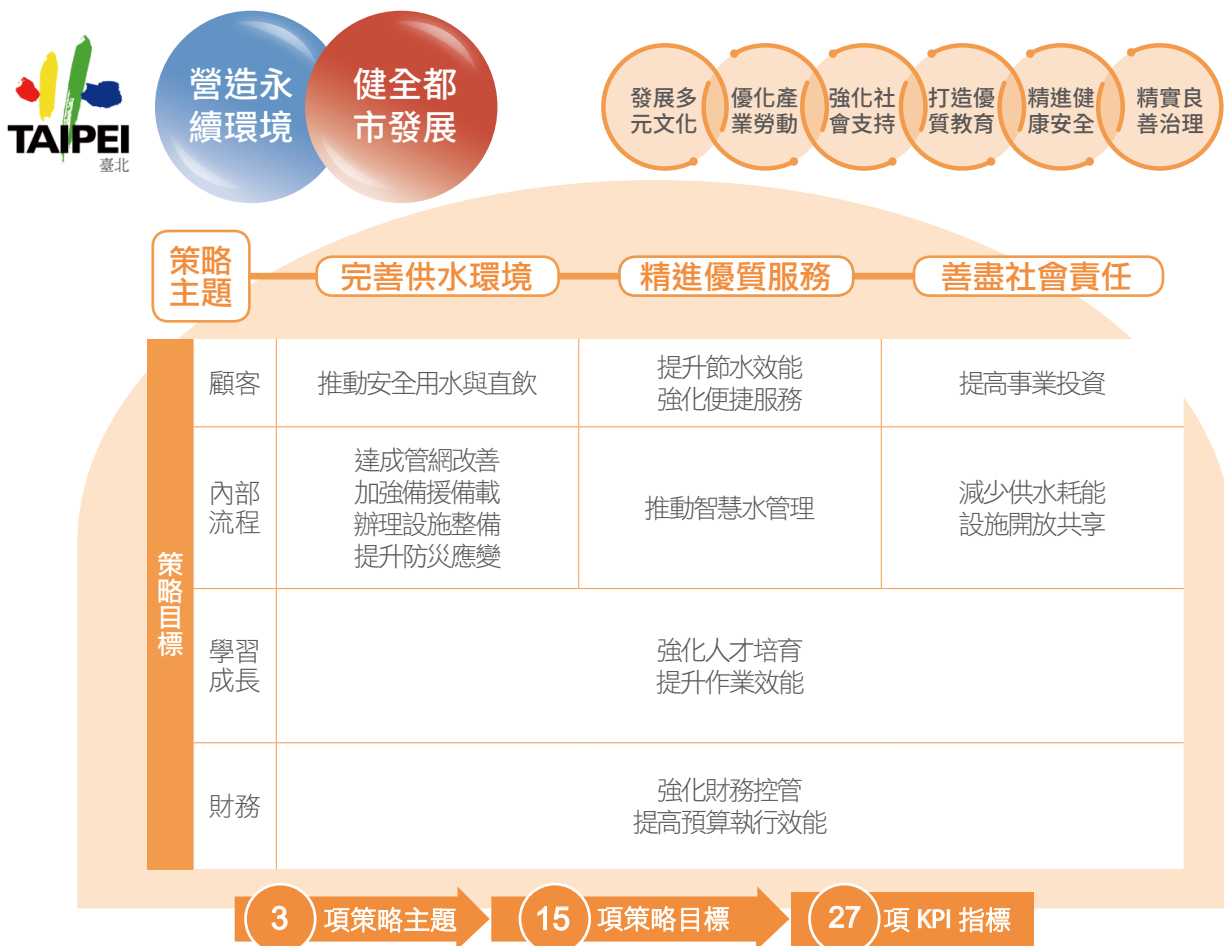 TAIPEI
臺北
營造永
續環境
健全都
市發展
發展多
元文化
優化產
業勞動
強化社
會支持
打造優
質教育
精進健
康安全
精實良
善治理
策略
主題
完善供水環境
精進優質服務
善盡社會責任
策略目標
顧客
推動安全用水與直飲
提升節水效能
強化便捷服務
提高事業投資
內部
流程
達成管網改善
加強備援備載
辦理設施整備
提升防災應變
推動智慧水管理
減少供水耗能
設施開放共享
學習
成長
強化人才培育
提升作業效能
財務
強化財務控管
提高預算執行效能
3 項策略主題
15 項策略目標
27 項 KPI 指標